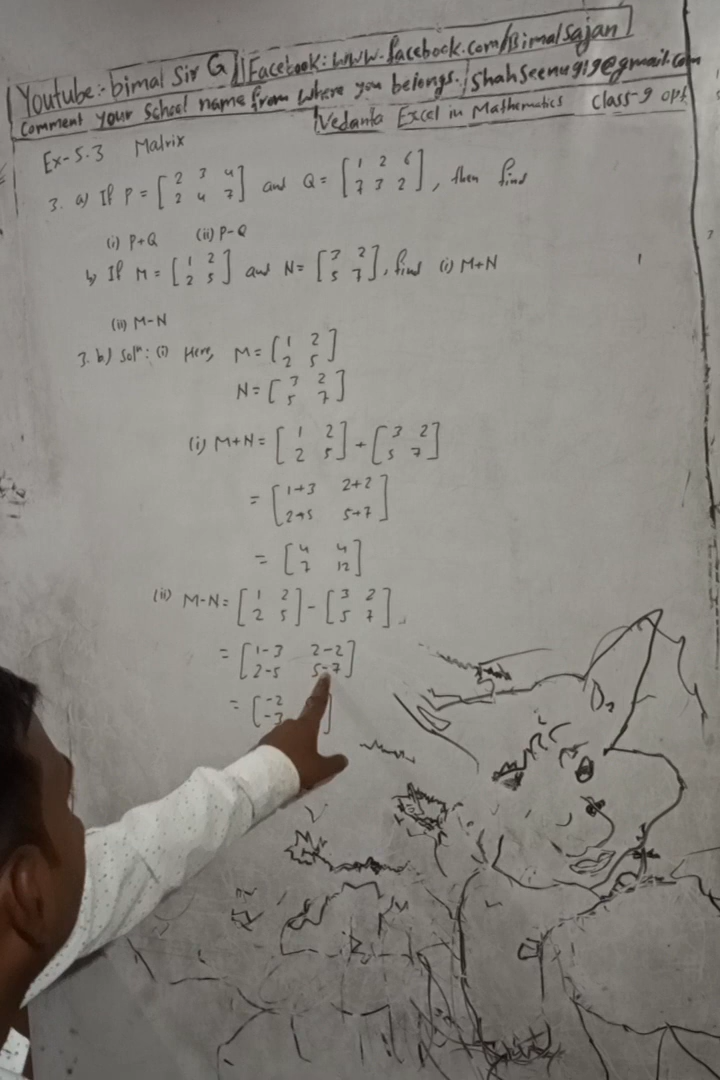 Youtube:- bimal Sir G || Facebook: www.facebook.com/Bimalsajan
comment your School name from where you belongs. / Shahseenugig@gmail.com
Vedanta Excel in Mathematics Class-9 opt
Ex-5.3 Matrix
3. a) If P = [2 3 4
2 4 7] and Q = [1 2 6
7 3 2], then find
(i) P+Q (ii) P-Q
b) If M = [1 2
2 5] and N = [3 2
5 7], find (i) M+N
(ii) M-N
3. b) Solⁿ: (i) Here, M = [1 2
2 5]
N = [3 2
5 7]
(i) M+N = [1 2
2 5] + [3 2
5 7]
= [1+3 2+2
2+5 5+7]
= [4 4
7 12]
(ii) M-N = [1 2
2 5] - [3 2
5 7]
= [1-3 2-2
2-5 5-7]
= [-2
-3 ]